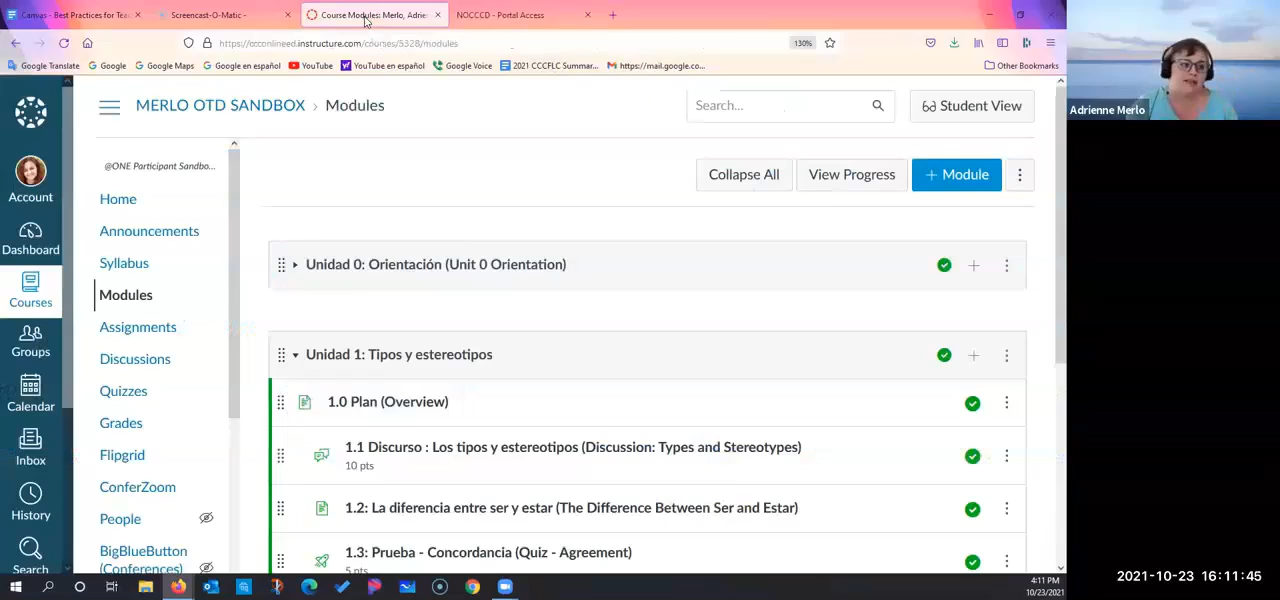 Canvas - Best Practices for Tea
Screencast-O-Matic -
Course Modules: Merlo, Adrie
NOCCCD - Portal Access
https://ccconlineed.instructure.com/courses/5328/modules
130%
Google Translate
Google
Google Maps
Google en español
YouTube
YouTube en español
Google Voice
2021 CCCFLC Summar...
https://mail.google.co...
Other Bookmarks
MERLO OTD SANDBOX › Modules
Search...
Student View
Adrienne Merlo
Account
Dashboard
Courses
Groups
Calendar
Inbox
History
Search
@ONE Participant Sandbo...
Home
Announcements
Syllabus
Modules
Assignments
Discussions
Quizzes
Grades
Flipgrid
ConferZoom
People
BigBlueButton
(Conferences)
Collapse All
View Progress
+ Module
Unidad 0: Orientación (Unit 0 Orientation)
Unidad 1: Tipos y estereotipos
1.0 Plan (Overview)
1.1 Discurso : Los tipos y estereotipos (Discussion: Types and Stereotypes)
10 pts
1.2: La diferencia entre ser y estar (The Difference Between Ser and Estar)
1.3: Prueba - Concordancia (Quiz - Agreement)
5 pts
4:11 PM
10/23/2021
2021-10-23 16:11:45